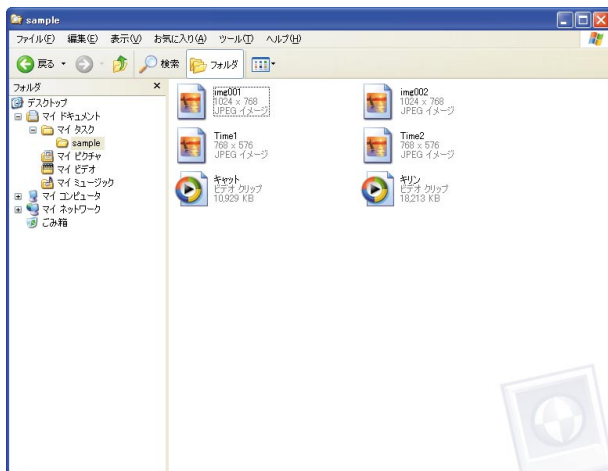 sample
ファイル(F) 編集(E) 表示(V) お気に入り(A) ツール(T) ヘルプ(H)
戻る 検索 フォルダ
フォルダ
デスクトップ
マイ ドキュメント
マイ タスク
sample
マイ ピクチャ
マイ ビデオ
マイ ミュージック
マイ コンピュータ
マイ ネットワーク
ごみ箱
img001
1024 x 768
JPEG イメージ
img002
1024 x 768
JPEG イメージ
Time1
768 x 576
JPEG イメージ
Time2
768 x 576
JPEG イメージ
キャット
ビデオ クリップ
10,929 KB
キリン
ビデオ クリップ
18,213 KB